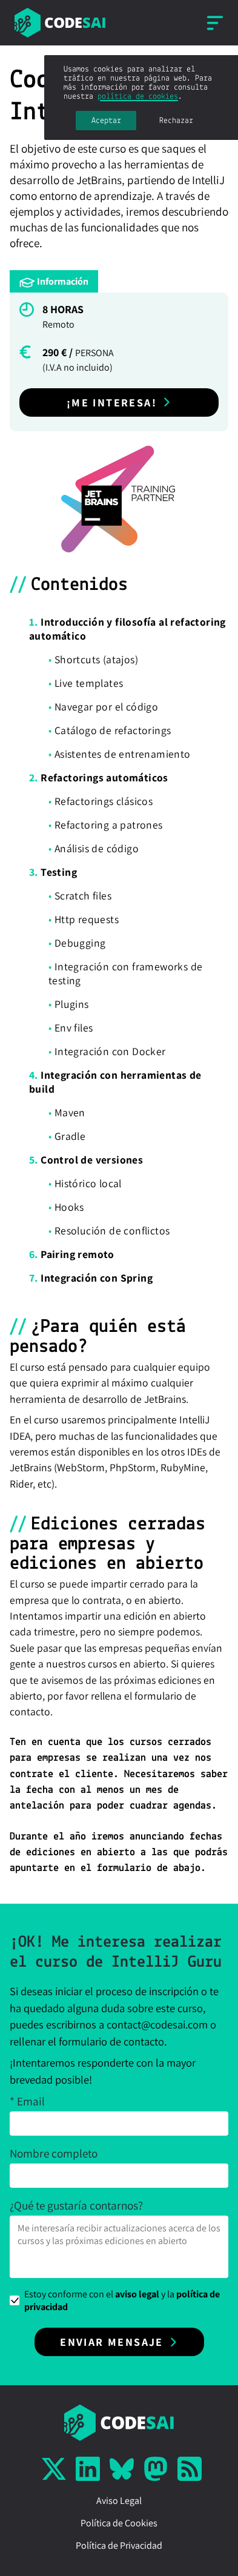 CODESAI
Usamos cookies para analizar el
tráfico en nuestra página web. Para
más información por favor consulta
nuestra política de cookies.
Aceptar
Rechazar
El objetivo de este curso es que saques el
máximo provecho a las herramientas de
desarrollo de JetBrains, partiendo de IntelliJ
como entorno de aprendizaje. A través de
ejemplos y actividades, iremos descubriendo
muchas de las funcionalidades que nos
ofrece.
Información
8 HORAS
Remoto
€ 290 € / PERSONA
(I.V.A no incluido)
¡ME INTERESA!
JET
BRAINS
TRAINING
PARTNER
// Contenidos
1. Introducción y filosofía al refactoring
automático
• Shortcuts (atajos)
• Live templates
• Navegar por el código
• Catálogo de refactorings
• Asistentes de entornamiento
2. Refactorings automáticos
• Refactorings clásicos
• Refactoring a patrones
• Análisis de código
3. Testing
• Scratch files
• Http requests
• Debugging
• Integración con frameworks de
testing
• Plugins
• Env files
• Integración con Docker
4. Integración con herramientas de
build
• Maven
• Gradle
5. Control de versiones
• Histórico local
• Hooks
• Resolución de conflictos
6. Pairing remoto
7. Integración con Spring
// ¿Para quién está
pensado?
El curso está pensado para cualquier equipo
que quiera exprimir al máximo cualquier
herramienta de desarrollo de JetBrains.
En el curso usaremos principalmente IntelliJ
IDEA, pero muchas de las funcionalidades que
veremos están disponibles en los otros IDEs de
JetBrains (WebStorm, PhpStorm, RubyMine,
Rider, etc).
// Ediciones cerradas
para empresas y
ediciones en abierto
El curso se puede impartir cerrado para la
empresa que lo contrata, o en abierto.
Intentamos impartir una edición en abierto
cada trimestre, pero no siempre podemos.
Suele pasar que las empresas pequeñas envían
gente a nuestros cursos en abierto. Si quieres
que te avisemos de las próximas ediciones en
abierto, por favor rellena el formulario de
contacto.
Ten en cuenta que los cursos cerrados
para empresas se realizan una vez nos
contrate el cliente. Necesitaremos saber
la fecha con al menos un mes de
antelación para poder cuadrar agendas.
Durante el año iremos anunciando fechas
de ediciones en abierto a las que podrás
apuntarte en el formulario de abajo.
¡OK! Me interesa realizar
el curso de IntelliJ Guru
Si deseas iniciar el proceso de inscripción o te
ha quedado alguna duda sobre este curso,
puedes escribirnos a contact@codesai.com o
rellenar el formulario de contacto.
¡Intentaremos responderte con la mayor
brevedad posible!
* Email
Nombre completo
¿Qué te gustaría contarnos?
Me interesaría recibir actualizaciones acerca de los
cursos y las próximas ediciones en abierto
Estoy conforme con el aviso legal y la política de
privacidad
ENVIAR MENSAJE
CODESAI
Aviso Legal
Política de Cookies
Política de Privacidad